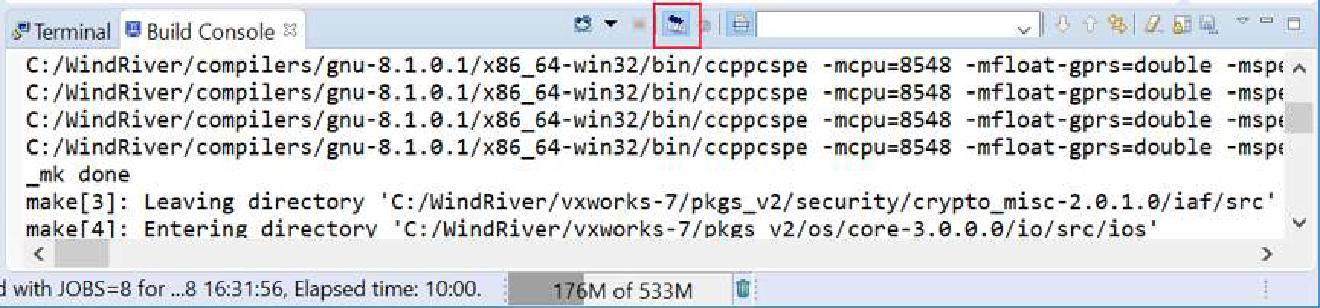 Terminal Build Console
C:/WindRiver/compilers/gnu-8.1.0.1/x86_64-win32/bin/ccppcspe -mcpu=8548 -mfloat-gprs=double -mspe
C:/WindRiver/compilers/gnu-8.1.0.1/x86_64-win32/bin/ccppcspe -mcpu=8548 -mfloat-gprs=double -mspe
C:/WindRiver/compilers/gnu-8.1.0.1/x86_64-win32/bin/ccppcspe -mcpu=8548 -mfloat-gprs=double -mspe
C:/WindRiver/compilers/gnu-8.1.0.1/x86_64-win32/bin/ccppcspe -mcpu=8548 -mfloat-gprs=double -mspe
_mk done
make[3]: Leaving directory 'C:/WindRiver/vxworks-7/pkgs_v2/security/crypto_misc-2.0.1.0/iaf/src'
make[4]: Entering directory 'C:/WindRiver/vxworks-7/pkgs_v2/os/core-3.0.0.0/io/src/ios'
d with JOBS=8 for ...8 16:31:56, Elapsed time: 10:00. 176M of 533M